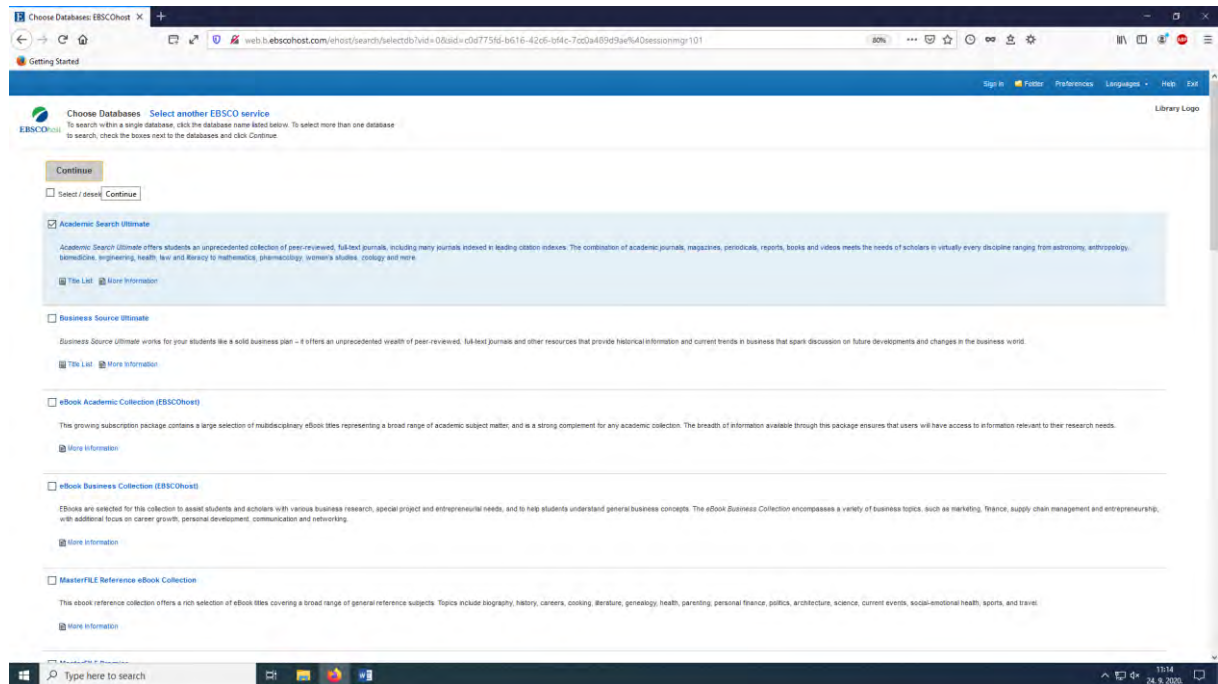 Choose Databases: EBSCOhost
web.b.ebscohost.com/ehost/search/selectdb?vid=0&sid=c0d775fd-b616-42c6-bf4c-7cc0a489d9ae%40sessionmgr101
80%
Getting Started
Sign In Folder Preferences Languages Help Exit
EBSCOhost
Choose Databases Select another EBSCO service
Library Logo
To search within a single database, click the database name listed below. To select more than one database
to search, check the boxes next to the databases and click Continue.
Continue
Select / desele
Continue
Academic Search Ultimate
Academic Search Ultimate offers students an unprecedented collection of peer-reviewed, full-text journals, including many journals indexed in leading citation indexes. The combination of academic journals, magazines, periodicals, reports, books and videos meets the needs of scholars in virtually every discipline ranging from astronomy, anthropology,
biomedicine, engineering, health, law and literacy to mathematics, pharmacology, women's studies, zoology and more.
Title List More Information
Business Source Ultimate
Business Source Ultimate works for your students like a solid business plan – it offers an unprecedented wealth of peer-reviewed, full-text journals and other resources that provide historical information and current trends in business that spark discussion on future developments and changes in the business world.
Title List More Information
eBook Academic Collection (EBSCOhost)
This growing subscription package contains a large selection of multidisciplinary eBook titles representing a broad range of academic subject matter, and is a strong complement for any academic collection. The breadth of information available through this package ensures that users will have access to information relevant to their research needs.
More Information
eBook Business Collection (EBSCOhost)
EBooks are selected for this collection to assist students and scholars with various business research, special project and entrepreneurial needs, and to help students understand general business concepts. The eBook Business Collection encompasses a variety of business topics, such as marketing, finance, supply chain management and entrepreneurship,
with additional focus on career growth, personal development, communication and networking.
More Information
MasterFILE Reference eBook Collection
This ebook reference collection offers a rich selection of eBook titles covering a broad range of general reference subjects. Topics include biography, history, careers, cooking, literature, genealogy, health, parenting, personal finance, politics, architecture, science, current events, social-emotional health, sports, and travel.
More Information
Type here to search
11:14
24. 9. 2020